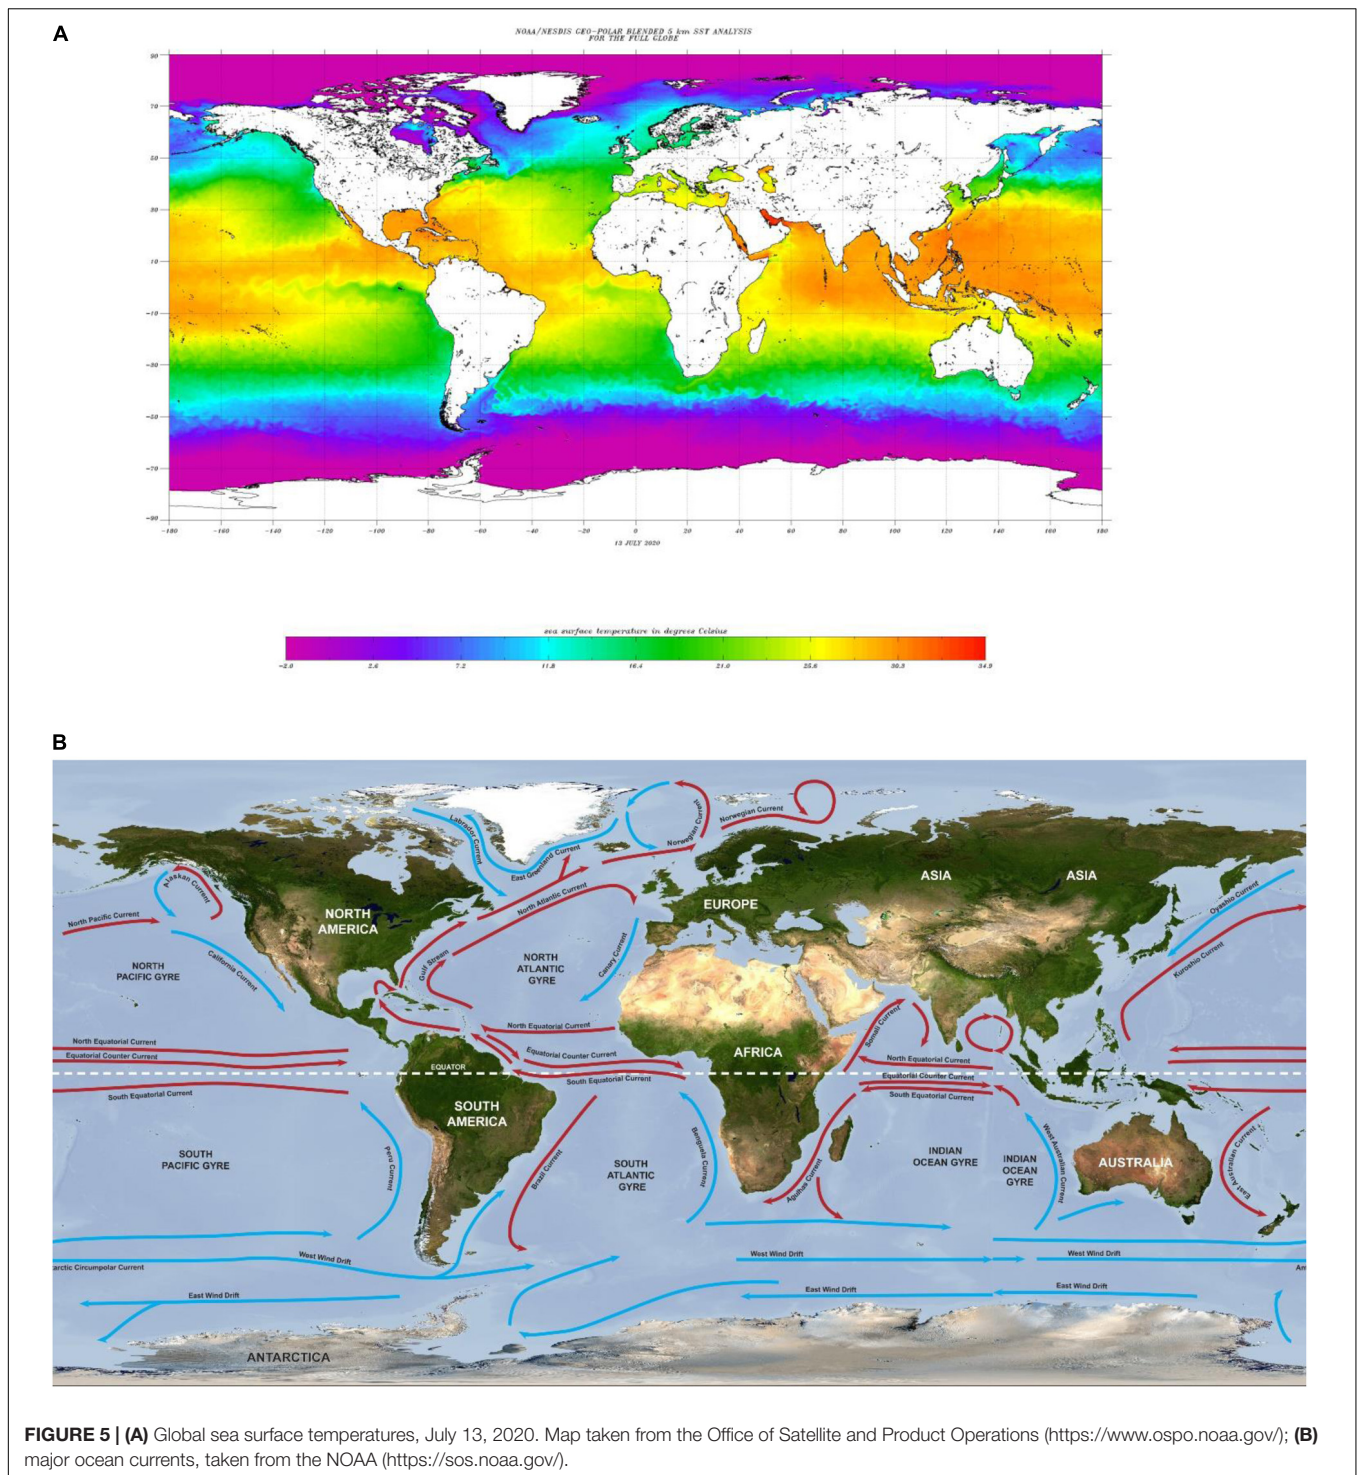 A
NOAA/NESDIS GEO-POLAR BLENDED 5 km SST ANALYSIS
FOR THE FULL GLOBE
90
70
50
30
10
-10
-30
-50
-70
-90
-180 -160 -140 -120 -100 -80 -60 -40 -20 0 20 40 60 80 100 120 140 160 180
13 JULY 2020
sea surface temperature in degrees Celsius
-2.0 2.6 7.2 11.8 16.4 21.0 25.6 30.3 34.9
B
Labrador Current
East Greenland Current
Norwegian Current
Norwegian Current
Alaskan Current
North Pacific Current
California Current
NORTH
AMERICA
North Atlantic Current
Gulf Stream
EUROPE
ASIA
ASIA
Oyashio Current
Kuroshio Current
NORTH
PACIFIC GYRE
NORTH
ATLANTIC
GYRE
Canary Current
North Equatorial Current
Equatorial Counter Current
South Equatorial Current
EQUATOR
North Equatorial Current
Equatorial Counter Current
South Equatorial Current
AFRICA
Somali Current
North Equatorial Current
Equatorial Counter Current
South Equatorial Current
SOUTH
AMERICA
SOUTH
PACIFIC GYRE
Peru Current
Brazil Current
SOUTH
ATLANTIC
GYRE
Benguela Current
Agulhas Current
INDIAN
OCEAN GYRE
INDIAN
OCEAN
GYRE
West Australian Current
AUSTRALIA
East Australian Current
West Wind Drift
arctic Circumpolar Current
West Wind Drift
West Wind Drift
An
East Wind Drift
East Wind Drift
East Wind Drift
ANTARCTICA
FIGURE 5 | (A) Global sea surface temperatures, July 13, 2020. Map taken from the Office of Satellite and Product Operations (https://www.ospo.noaa.gov/); (B)
major ocean currents, taken from the NOAA (https://sos.noaa.gov/).